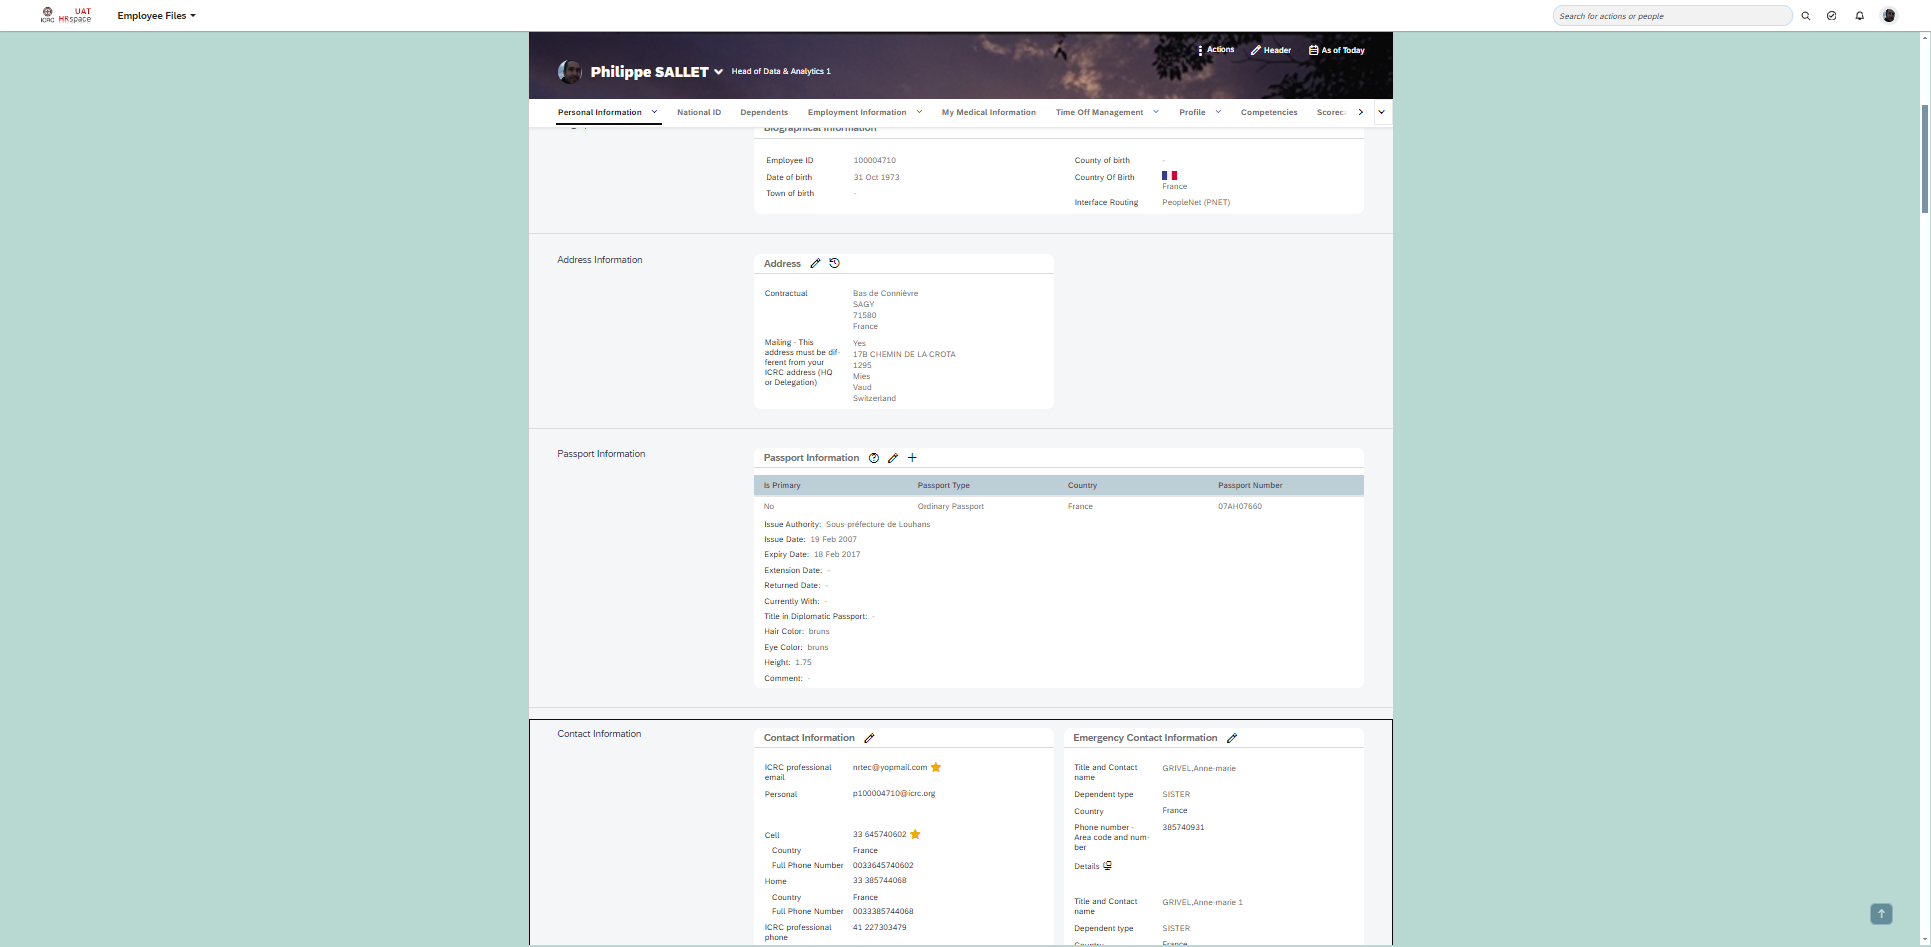 ICRC UAT HRspace Employee Files
Search for actions or people
Actions Header As of Today
Philippe SALLET Head of Data & Analytics 1
Personal Information National ID Dependents Employment Information My Medical Information Time Off Management Profile Competencies Scorec
Biographical Information
Employee ID 100004710 County of birth -
Date of birth 31 Oct 1973 Country Of Birth
Town of birth - France
Interface Routing PeopleNet (PNET)
Address Information
Address
Contractual Bas de Connièvre
SAGY
71580
France
Mailing - This Yes
address must be dif- 17B CHEMIN DE LA CROTA
ferent from your 1295
ICRC address (HQ Mies
or Delegation) Vaud
Switzerland
Passport Information
Passport Information
Is Primary Passport Type Country Passport Number
No Ordinary Passport France 07AH07660
Issue Authority: Sous-préfecture de Louhans
Issue Date: 19 Feb 2007
Expiry Date: 18 Feb 2017
Extension Date: -
Returned Date: -
Currently With: -
Title in Diplomatic Passport: -
Hair Color: bruns
Eye Color: bruns
Height: 1.75
Comment: -
Contact Information
Contact Information
ICRC professional nrtec@yopmail.com
email
Personal p100004710@icrc.org
Cell 33 645740602
Country France
Full Phone Number 0033645740602
Home 33 385744068
Country France
Full Phone Number 0033385744068
ICRC professional 41 227303479
phone
Emergency Contact Information
Title and Contact GRIVEL,Anne-marie
name
Dependent type SISTER
Country France
Phone number - 385740931
Area code and num-
ber
Details
Title and Contact GRIVEL,Anne-marie 1
name
Dependent type SISTER
Country France